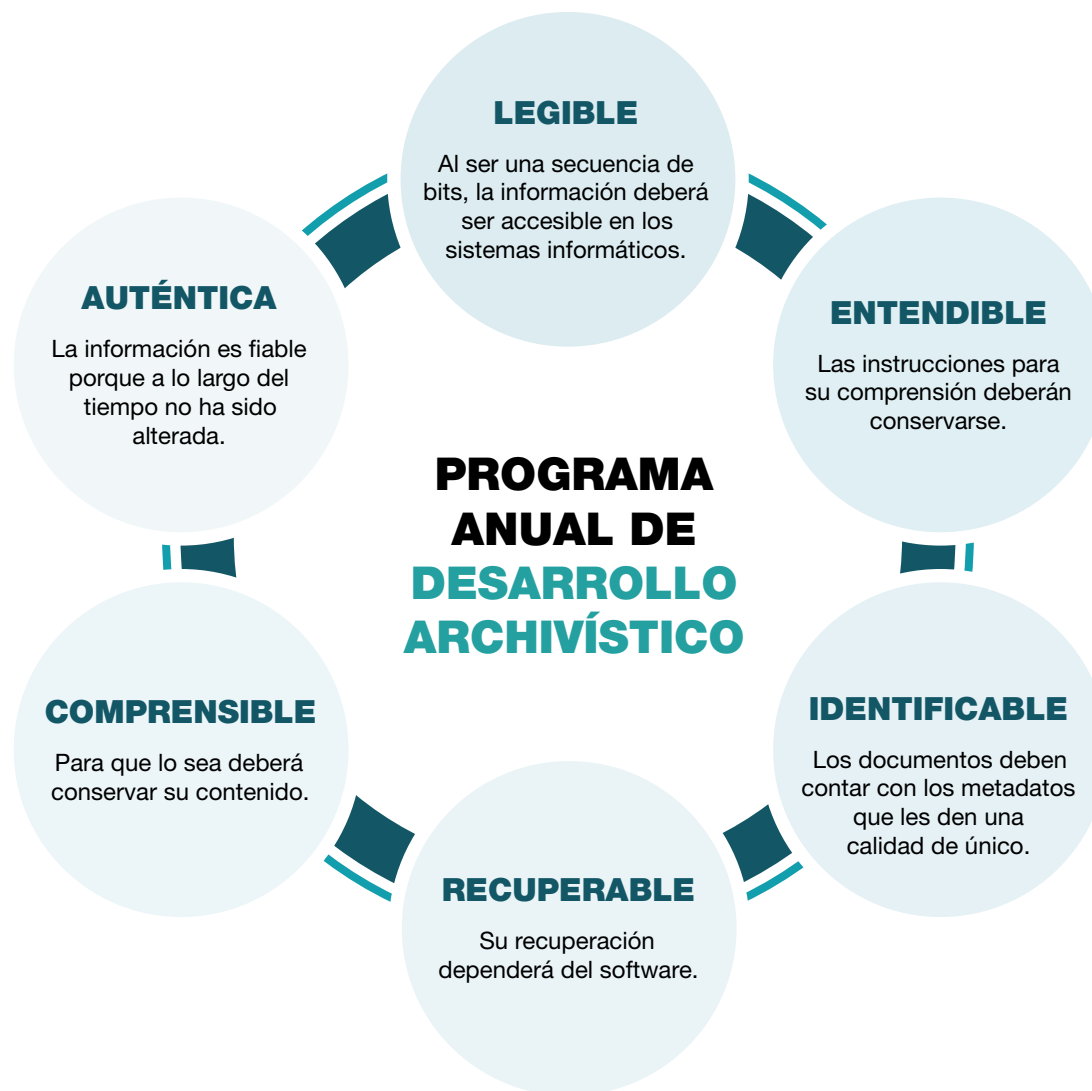 LEGIBLE
Al ser una secuencia de
bits, la información deberá
ser accesible en los
sistemas informáticos.
ENTENDIBLE
Las instrucciones para
su comprensión deberán
conservarse.
IDENTIFICABLE
Los documentos deben
contar con los metadatos
que les den una
calidad de único.
RECUPERABLE
Su recuperación
dependerá del software.
COMPRENSIBLE
Para que lo sea deberá
conservar su contenido.
AUTÉNTICA
La información es fiable
porque a lo largo del
tiempo no ha sido
alterada.
PROGRAMA
ANUAL DE
DESARROLLO
ARCHIVÍSTICO